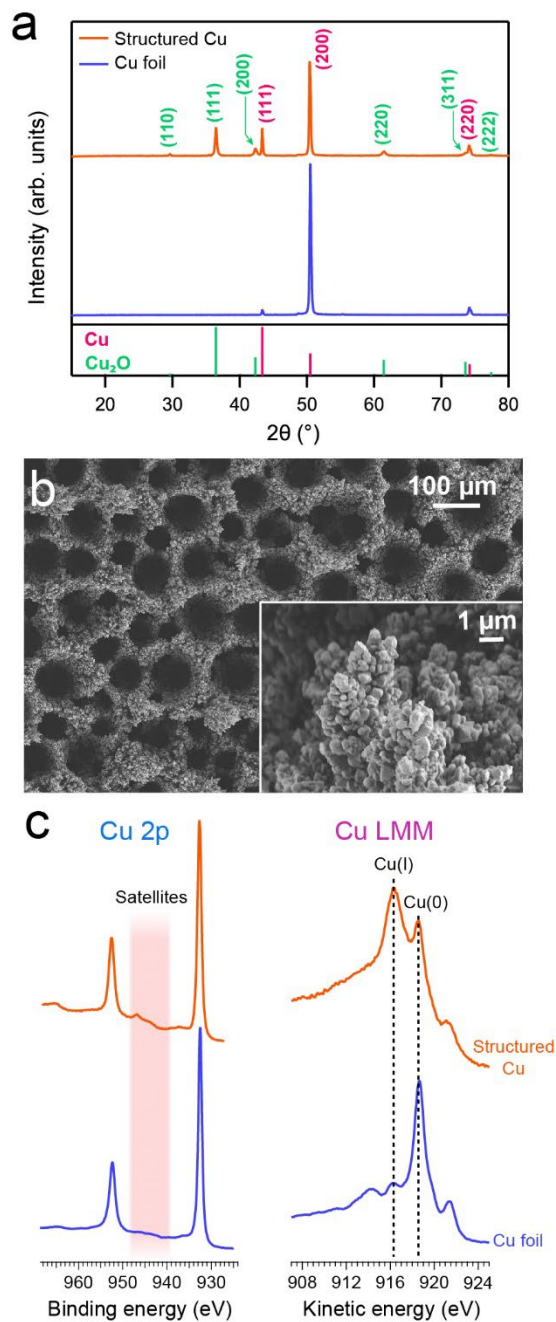 a
Structured Cu
Cu foil
(110)
(111)
(200)
(111)
(200)
(220)
(311)
(220)
(222)
Intensity (arb. units)
Cu
Cu₂O
20 30 40 50 60 70 80
2θ (°)
b
100 µm
1 µm
c
Cu 2p
Cu LMM
Satellites
Cu(I)
Cu(0)
Structured
Cu
Cu foil
960 950 940 930
Binding energy (eV)
908 912 916 920 924
Kinetic energy (eV)